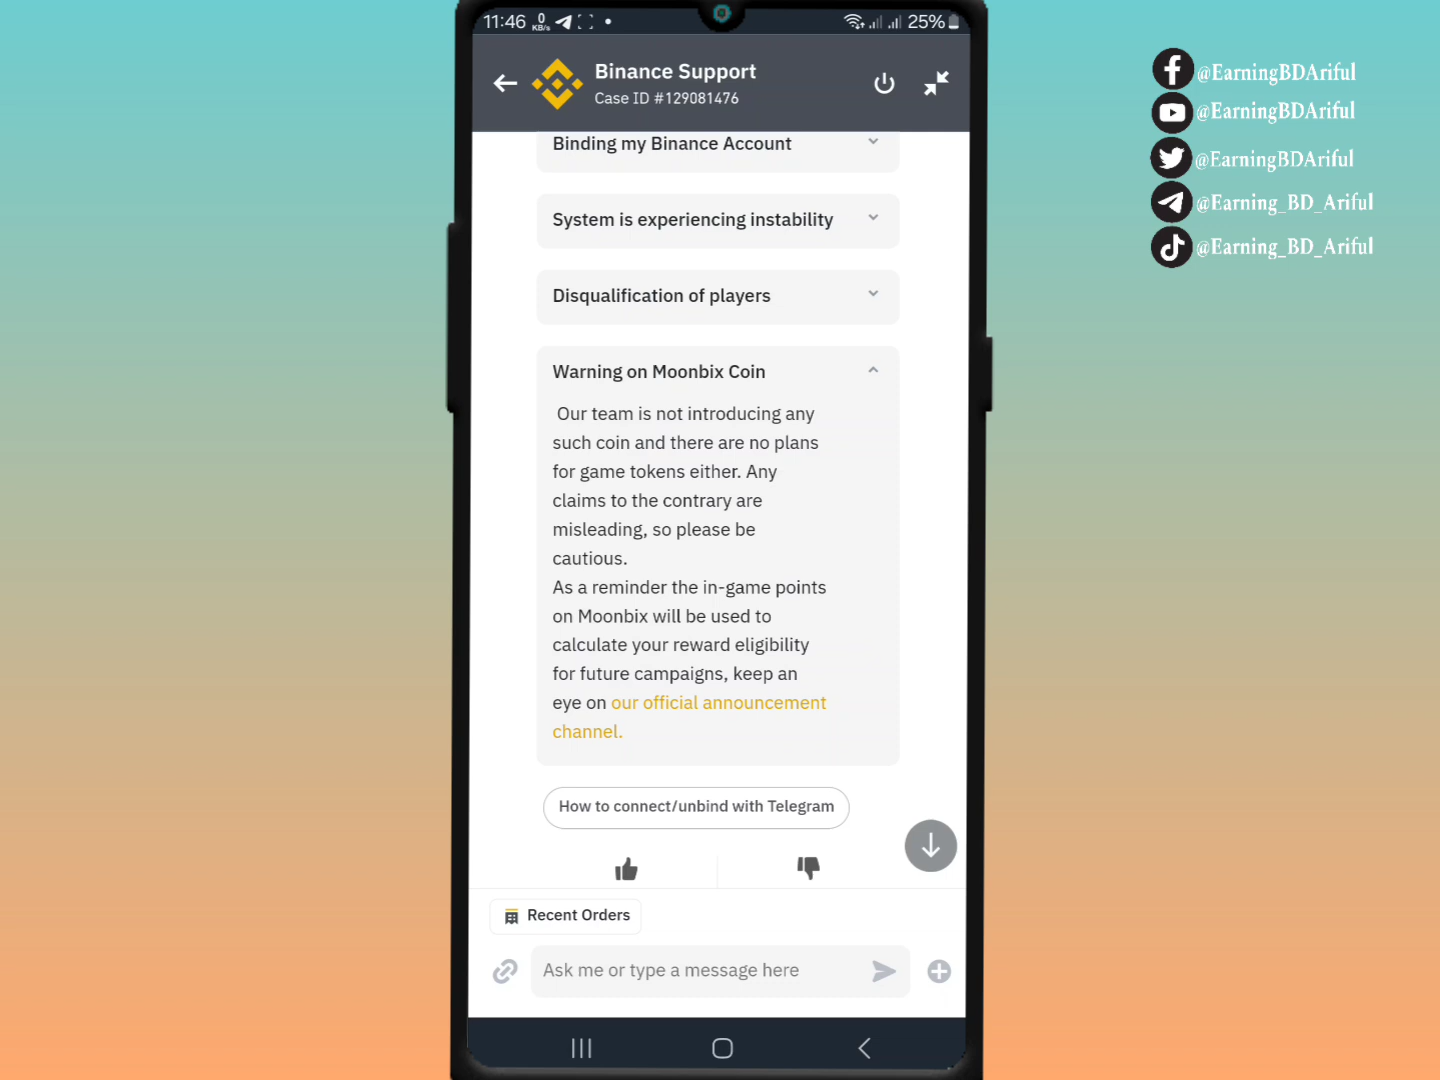 11:46
0
KB/s
25%
Binance Support
Case ID #129081476
@EarningBDAriful
@EarningBDAriful
@EarningBDAriful
@Earning_BD_Ariful
@Earning_BD_Ariful
Binding my Binance Account
System is experiencing instability
Disqualification of players
Warning on Moonbix Coin
Our team is not introducing any
such coin and there are no plans
for game tokens either. Any
claims to the contrary are
misleading, so please be
cautious.
As a reminder the in-game points
on Moonbix will be used to
calculate your reward eligibility
for future campaigns, keep an
eye on our official announcement
channel.
How to connect/unbind with Telegram
Recent Orders
Ask me or type a message here